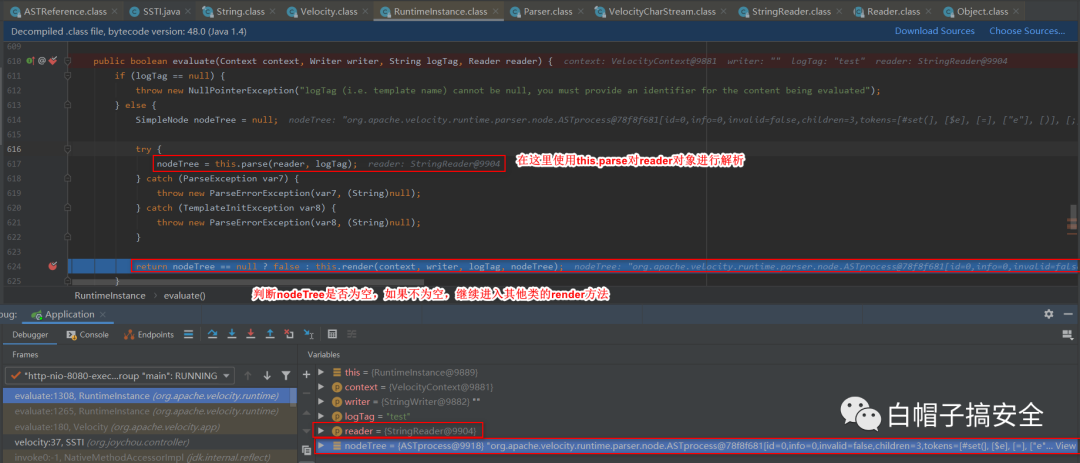 ASTReference.class × SSTI.java × String.class × Velocity.class × RuntimeInstance.class × Parser.class × VelocityCharStream.class × StringReader.class × Reader.class × Object.class ×
Decompiled .class file, bytecode version: 48.0 (Java 1.4) Download Sources Choose Sources...
609
610 public boolean evaluate(Context context, Writer writer, String logTag, Reader reader) { context: VelocityContext@9881 writer: "" logTag: "test" reader: StringReader@9904
611 if (logTag == null) {
612 throw new NullPointerException("logTag (i.e. template name) cannot be null, you must provide an identifier for the content being evaluated");
613 } else {
614 SimpleNode nodeTree = null; nodeTree: "org.apache.velocity.runtime.parser.node.ASTprocess@78f8f681[id=0,info=0,invalid=false,children=3,tokens=[#set(], [$e], [=], ["e"], [)], [;
615
616 try {
617 nodeTree = this.parse(reader, logTag); reader: StringReader@9904 在这里使用this.parse对reader对象进行解析
618 } catch (ParseException var7) {
619 throw new ParseErrorException(var7, (String)null);
620 } catch (TemplateInitException var8) {
621 throw new ParseErrorException(var8, (String)null);
622 }
623
624 return nodeTree == null ? false : this.render(context, writer, logTag, nodeTree); nodeTree: "org.apache.velocity.runtime.parser.node.ASTprocess@78f8f681[id=0,info=0,invalid=fals
625 }
RuntimeInstance › evaluate() 判断nodeTree是否为空，如果不为空，继续进入其他类的render方法
bug: Application ×
Debugger Console Endpoints
Frames Variables
"http-nio-8080-exec...roup "main": RUNNING
this = {RuntimeInstance@9889}
evaluate:1308, RuntimeInstance (org.apache.velocity.runtime) context = {VelocityContext@9881}
evaluate:1265, RuntimeInstance (org.apache.velocity.runtime) writer = {StringWriter@9882} ""
evaluate:180, Velocity (org.apache.velocity.app) logTag = "test"
velocity:37, SSTI (org.joychou.controller) reader = {StringReader@9904}
invoke0:-1, NativeMethodAccessorImpl (jdk.internal.reflect) nodeTree = {ASTprocess@9918} "org.apache.velocity.runtime.parser.node.ASTprocess@78f8f681[id=0,info=0,invalid=false,children=3,tokens=[#set(], [$e], [=], ["e"... View
白帽子搞安全